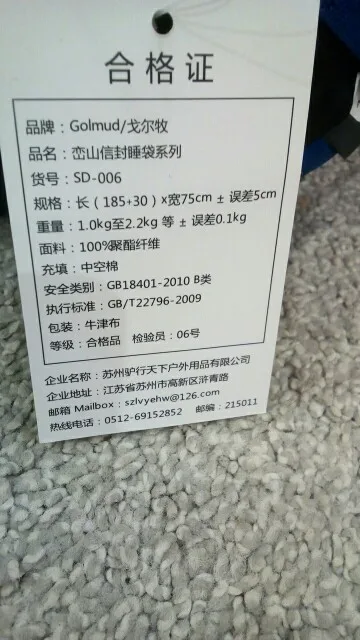 合格证
品牌：Golmud/戈尔牧
品名：峦山信封睡袋系列
货号：SD-006
规格：长（185+30）x宽75cm ± 误差5cm
重量：1.0kg至2.2kg 等 ± 误差0.1kg
面料：100%聚酯纤维
充填：中空棉
安全类别：GB18401-2010 B类
执行标准：GB/T22796-2009
包装：牛津布
等级：合格品 检验员：06号
企业名称：苏州驴行天下户外用品有限公司
企业地址：江苏省苏州市高新区浒青路
邮箱 Mailbox：szlvyehw@126.com
热线电话：0512-69152852 邮编：215011